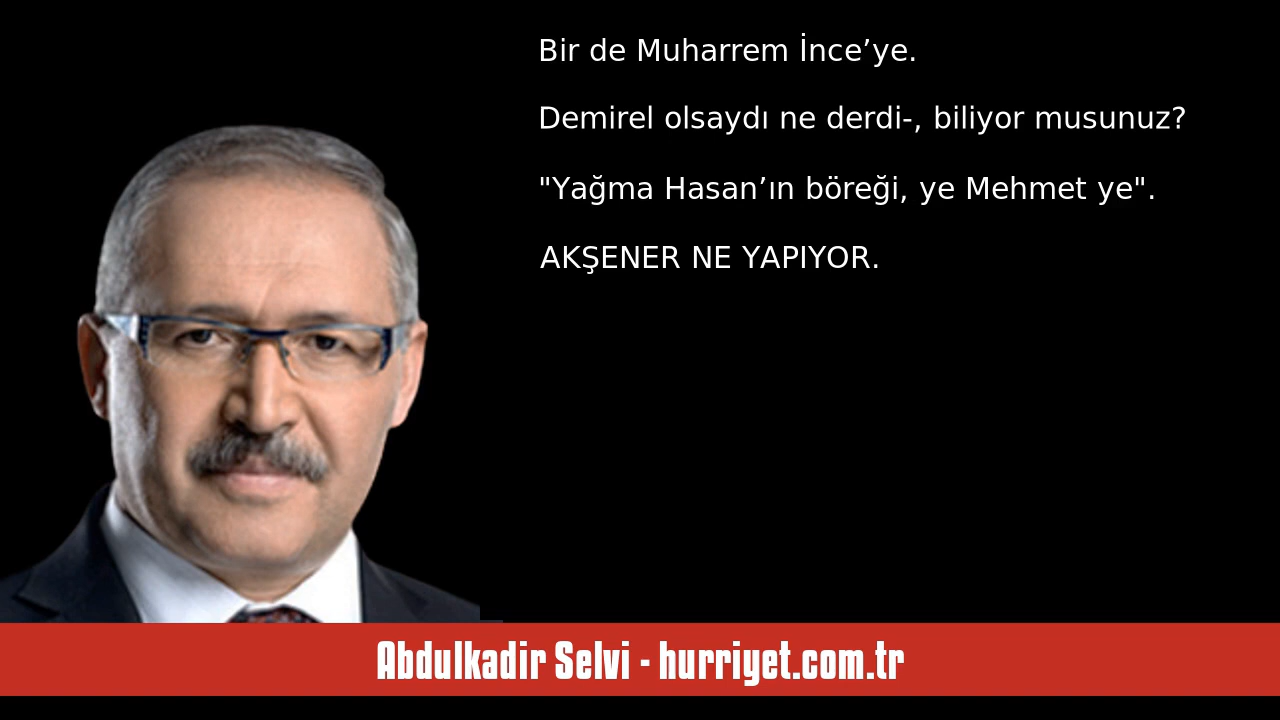 Bir de Muharrem İnce’ye.
Demirel olsaydı ne derdi-, biliyor musunuz?
"Yağma Hasan’ın böreği, ye Mehmet ye".
AKŞENER NE YAPIYOR.
Abdulkadir Selvi - hurriyet.com.tr